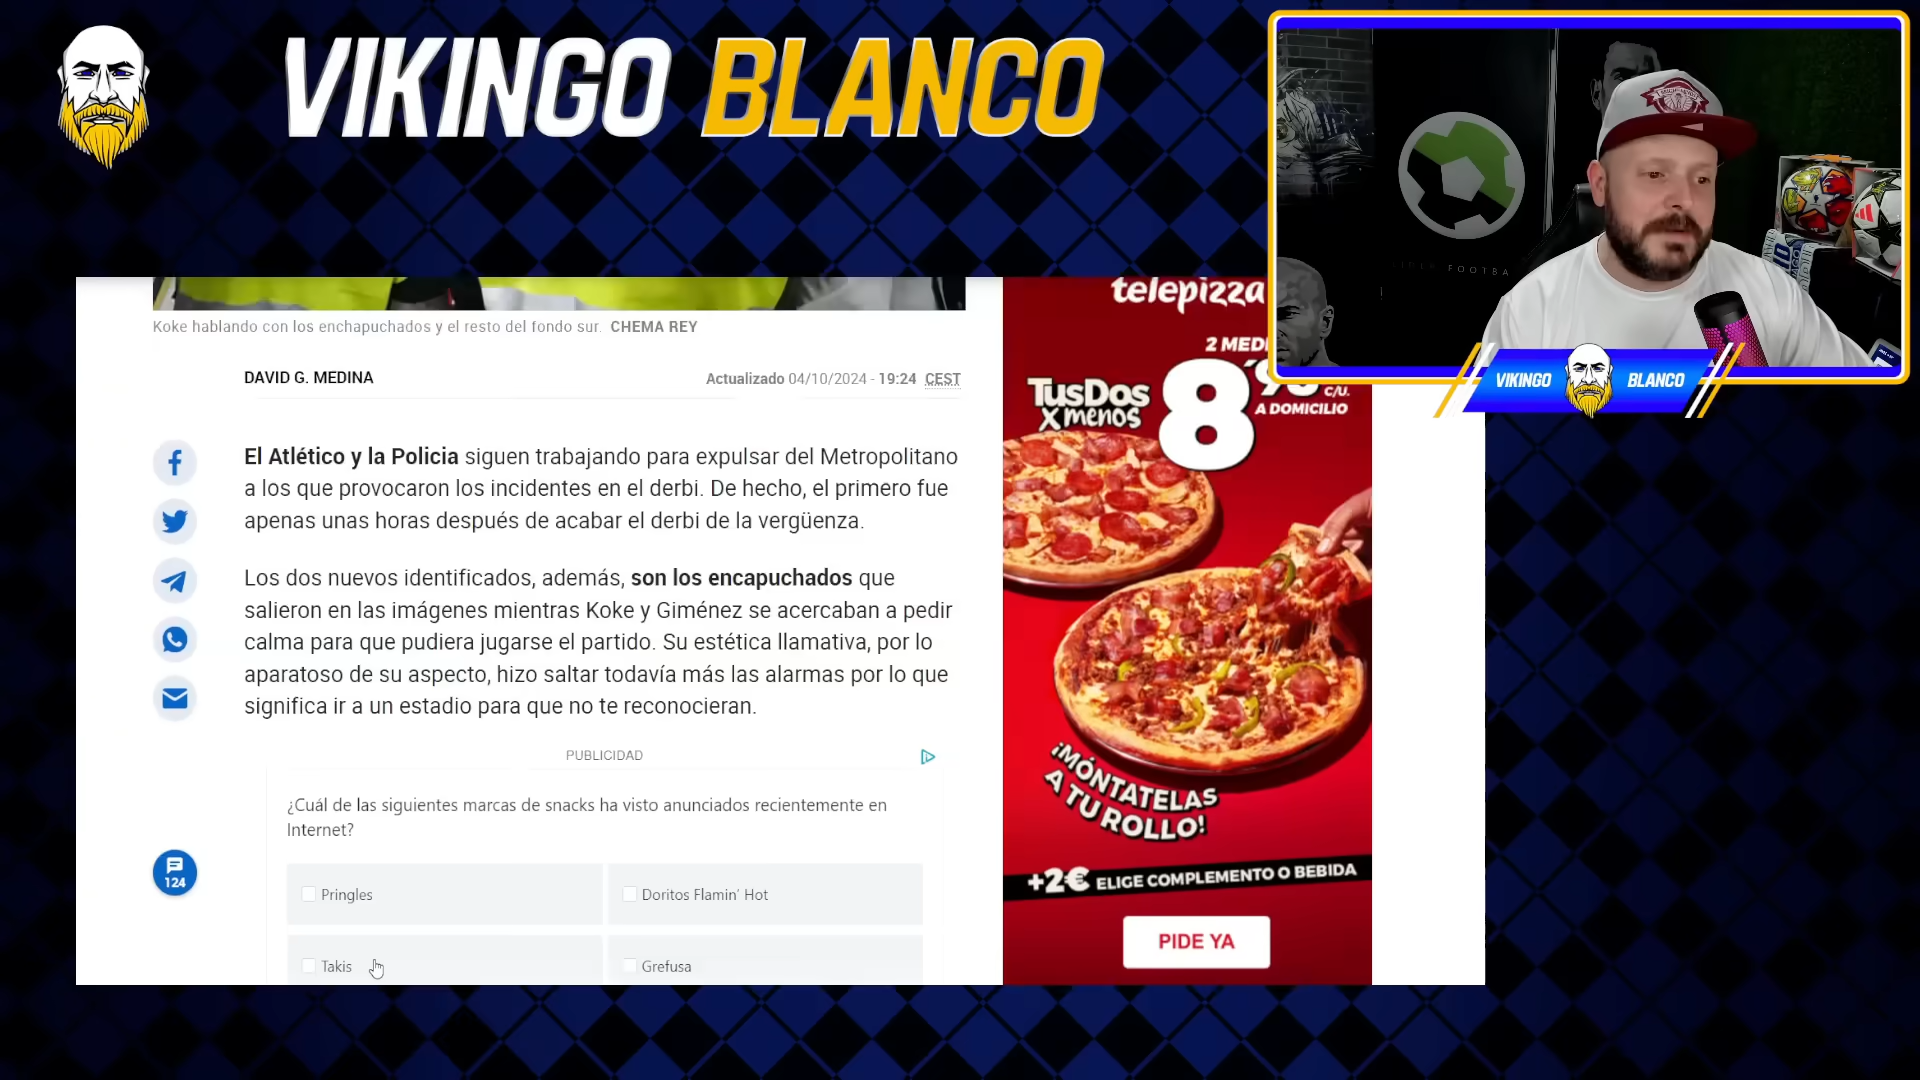 VIKINGO BLANCO
Koke hablando con los enchapuchados y el resto del fondo sur. CHEMA REY
DAVID G. MEDINA
Actualizado 04/10/2024 - 19:24 CEST
El Atlético y la Policia siguen trabajando para expulsar del Metropolitano
a los que provocaron los incidentes en el derbi. De hecho, el primero fue
apenas unas horas después de acabar el derbi de la vergüenza.
Los dos nuevos identificados, además, son los encapuchados que
salieron en las imágenes mientras Koke y Giménez se acercaban a pedir
calma para que pudiera jugarse el partido. Su estética llamativa, por lo
aparatoso de su aspecto, hizo saltar todavía más las alarmas por lo que
significa ir a un estadio para que no te reconocieran.
PUBLICIDAD
¿Cuál de las siguientes marcas de snacks ha visto anunciados recientemente en
Internet?
Pringles
Doritos Flamin' Hot
Takis
Grefusa
124
telepizza
2 MEDI
TusDos
X menos
8
C/U.
A DOMICILIO
¡MÓNTATELAS
A TU ROLLO!
+2€ ELIGE COMPLEMENTO O BEBIDA
PIDE YA
FOOTBA
VIKINGO BLANCO